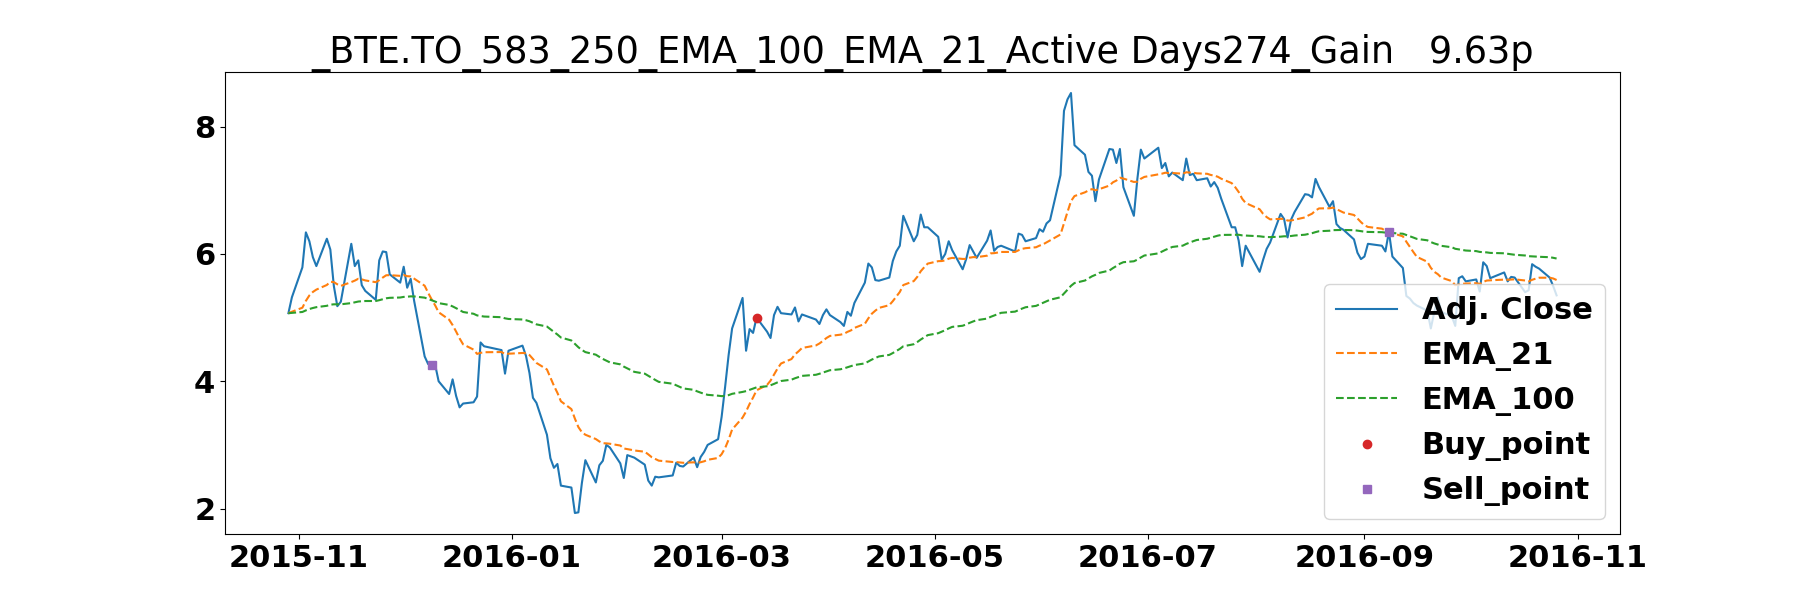 _BTE.TO_583_250_EMA_100_EMA_21_Active Days274_Gain   9.63p
8
6
4
2
Adj. Close
EMA_21
EMA_100
Buy_point
Sell_point
2015-11 2016-01 2016-03 2016-05 2016-07 2016-09 2016-11